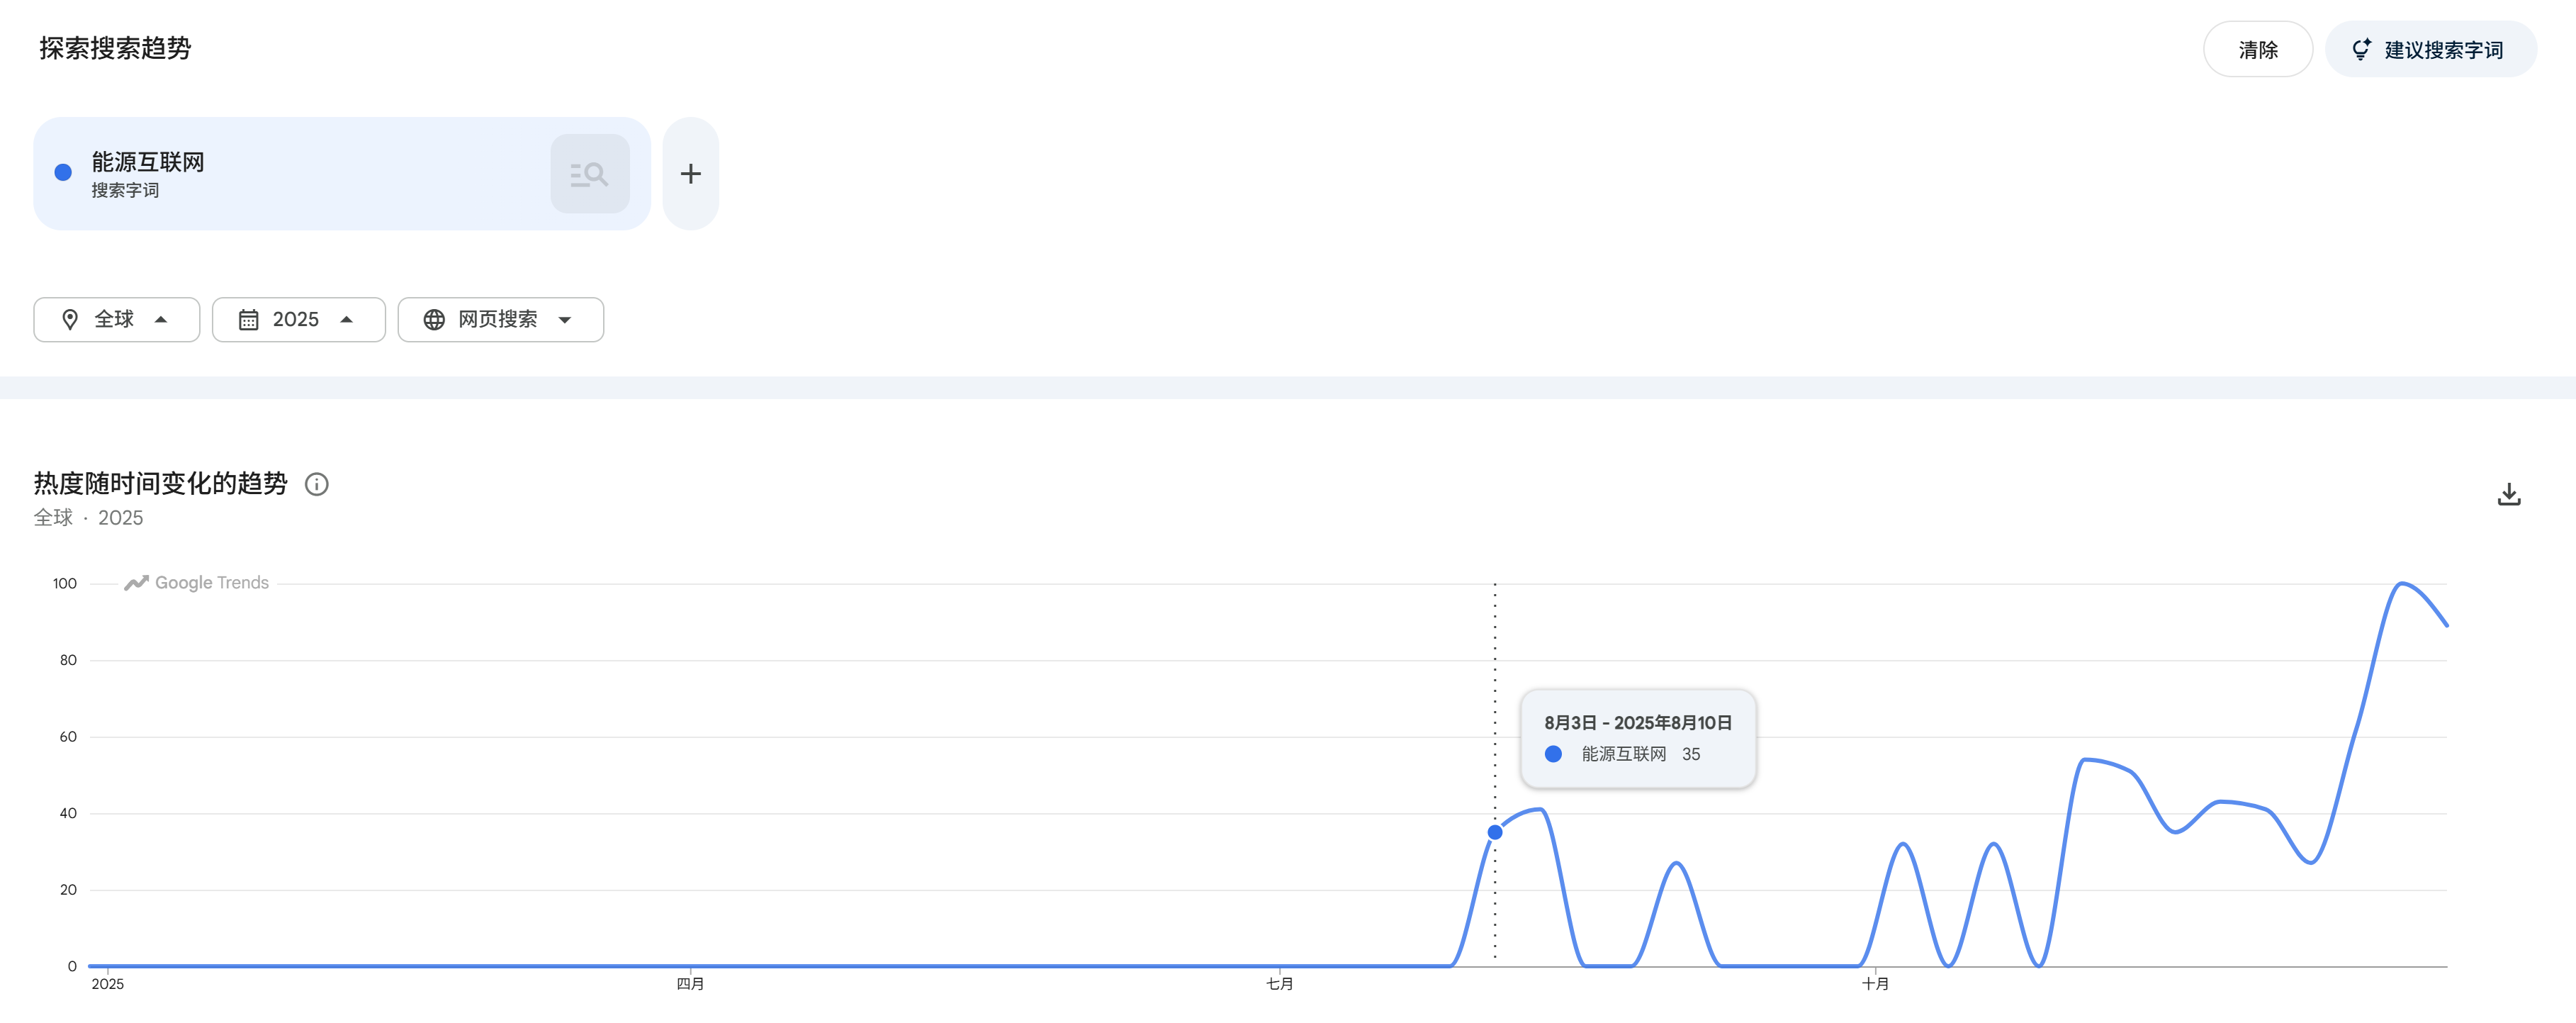 探索搜索趋势
清除
建议搜索字词
能源互联网
搜索字词
全球
2025
网页搜索
热度随时间变化的趋势
全球 · 2025
100
Google Trends
80
60
40
20
0
8月3日 - 2025年8月10日
能源互联网 35
2025
四月
七月
十月